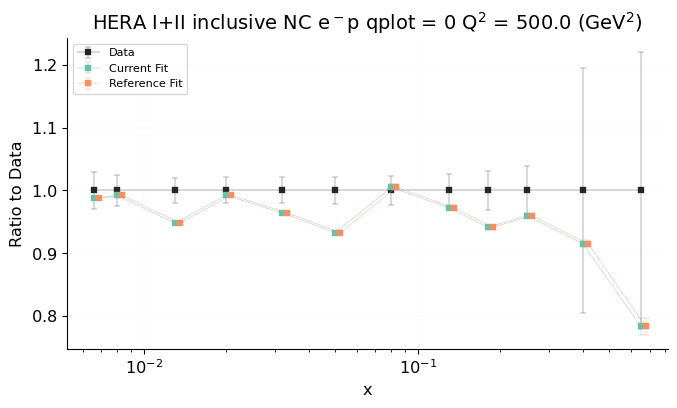 HERA I+II inclusive NC e⁻p qplot = 0 Q² = 500.0 (GeV²)
Data
Current Fit
Reference Fit
Ratio to Data
1.2
1.1
1.0
0.9
0.8
10⁻²
10⁻¹
x